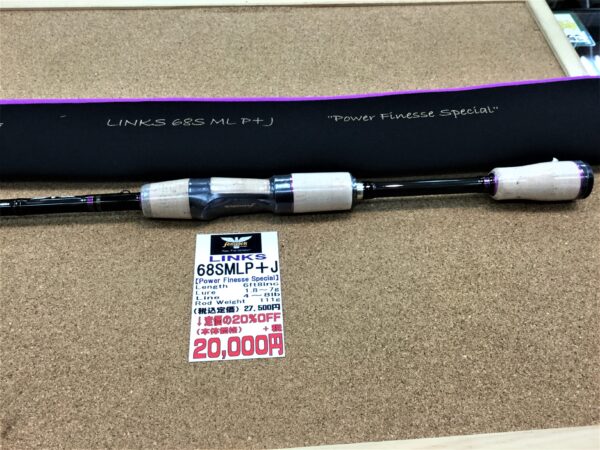 LINKS 68S ML P+J "Power Finesse Special"
LINKS
68SMLP+J
【Power Finesse Special】
Length 6ft8inc
Lure 1.8~7g
Line 4~8lb
Rod Weight 111g
(税込定価) 27,500円
↓定価の20%OFF
(本体価格) +税
20,000円